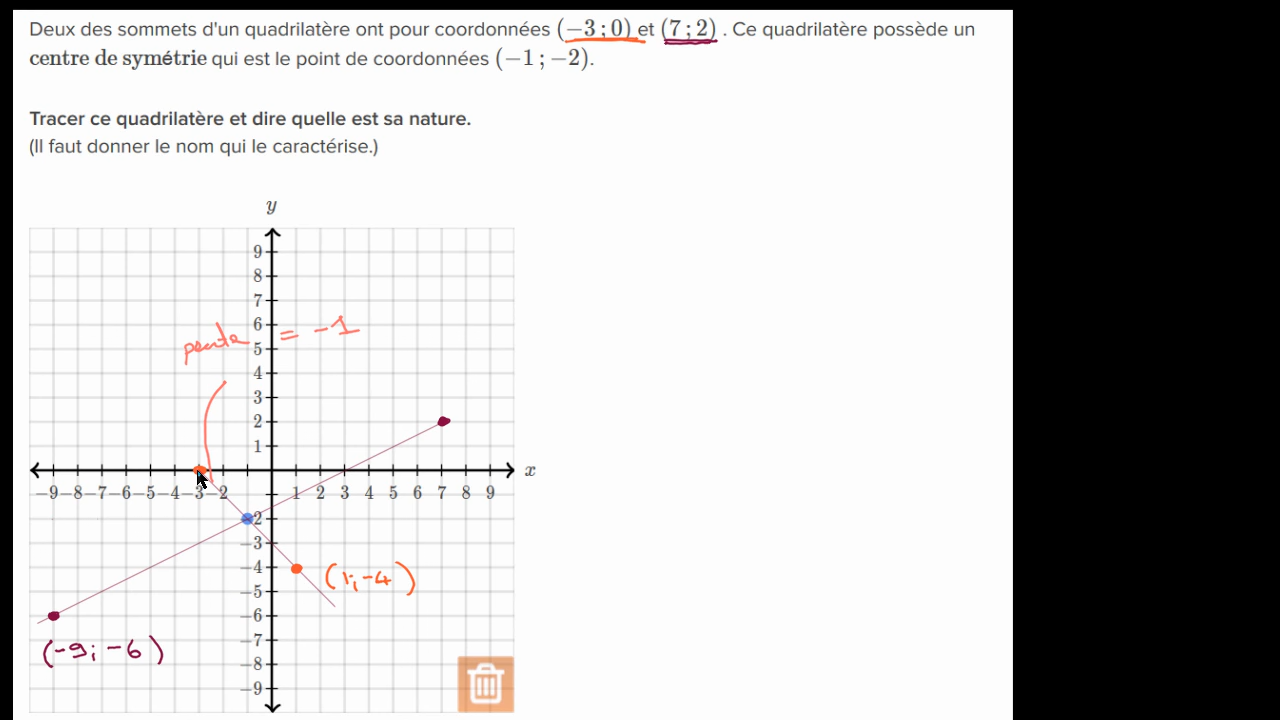 Deux des sommets d'un quadrilatère ont pour coordonnées (−3 ; 0) et (7 ; 2) . Ce quadrilatère possède un
centre de symétrie qui est le point de coordonnées (−1 ; −2).
Tracer ce quadrilatère et dire quelle est sa nature.
(Il faut donner le nom qui le caractérise.)
y
9
8
7
6
pente = -1
5
4
3
2
1
x
−9 −8 −7 −6 −5 −4 −3 −2 1 2 3 4 5 6 7 8 9
−2
−3
−4
(1;-4)
−5
−6
−7
(-9;-6)
−8
−9